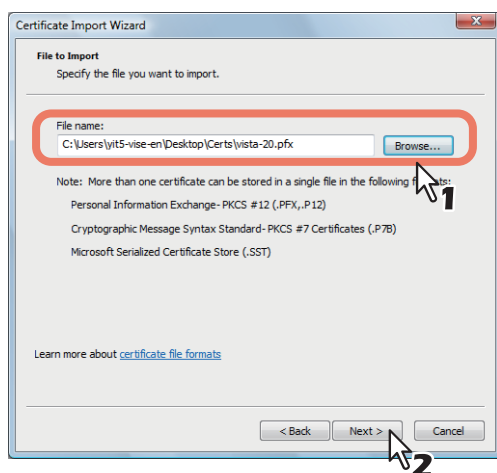 Certificate Import Wizard
File to Import
Specify the file you want to import.
File name:
C:\Users\yit5-vise-en\Desktop\Certs\vista-20.pfx
Browse...
Note: More than one certificate can be stored in a single file in the following formats:
1
Personal Information Exchange- PKCS #12 (.PFX,.P12)
Cryptographic Message Syntax Standard- PKCS #7 Certificates (.P7B)
Microsoft Serialized Certificate Store (.SST)
Learn more about certificate file formats
< Back Next > Cancel
2